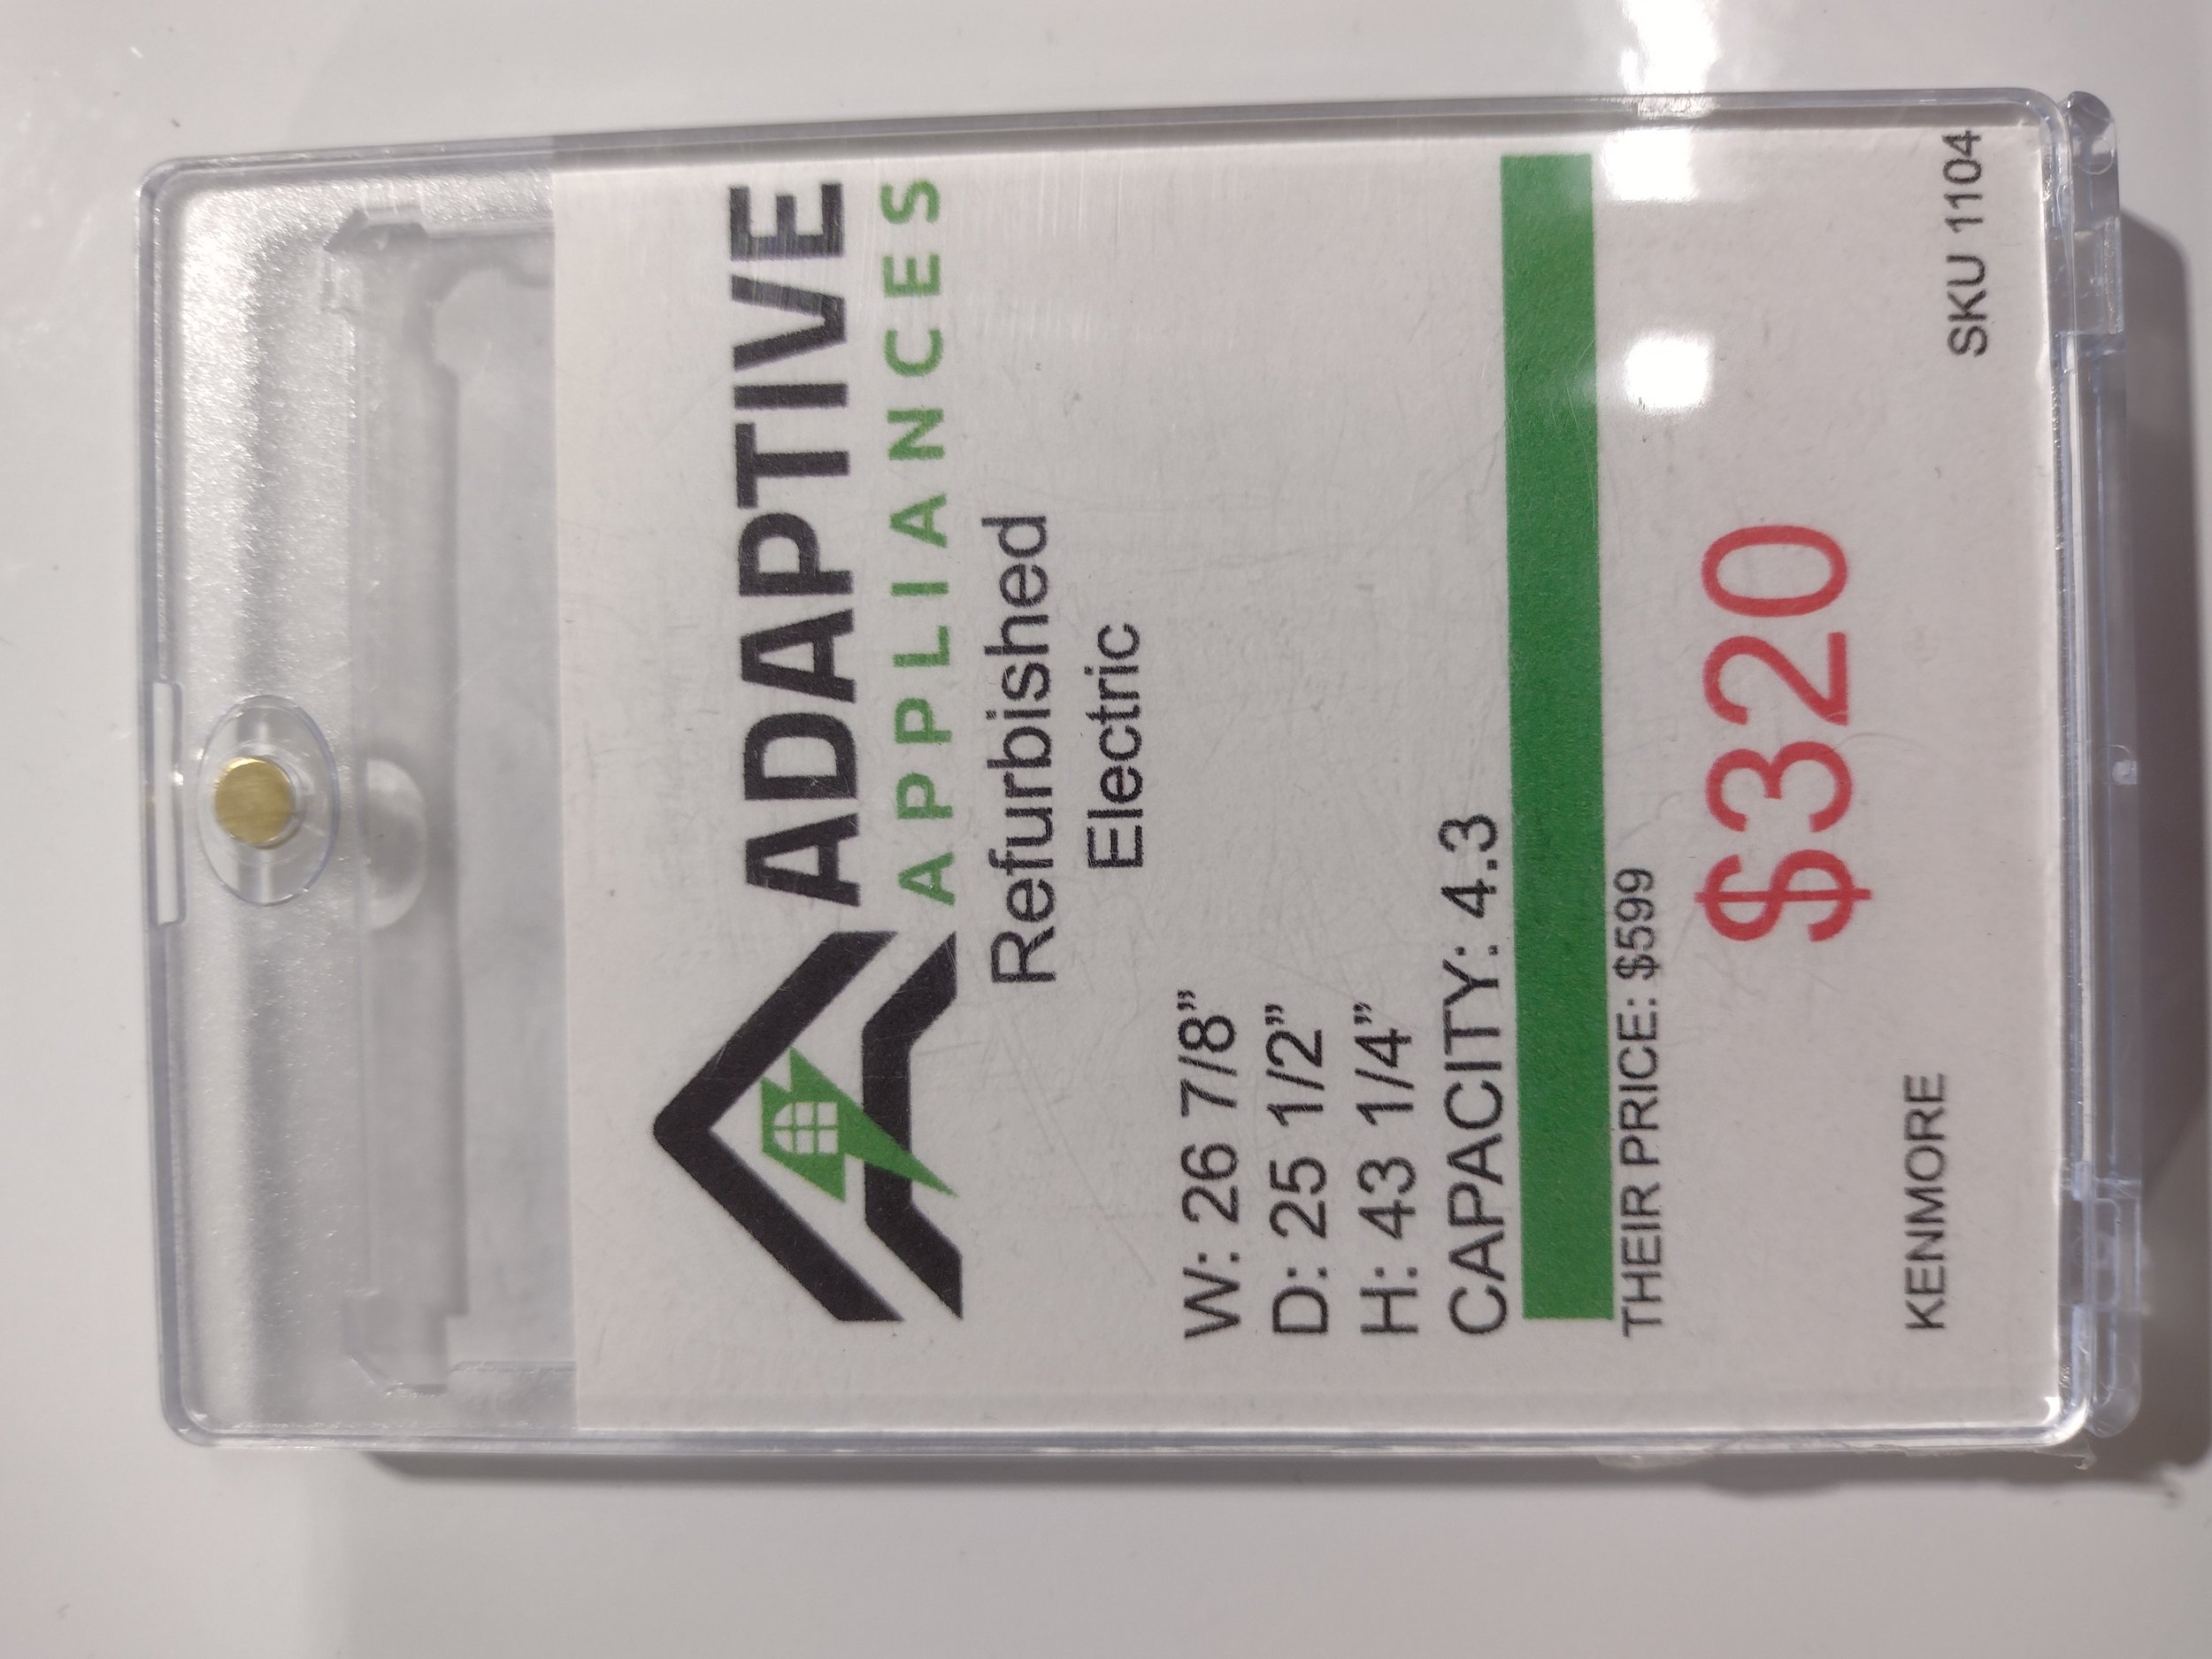 ADAPTIVE
APPLIANCES
Refurbished
Electric
W: 26 7/8”
D: 25 1/2”
H: 43 1/4”
CAPACITY: 4.3
THEIR PRICE: $599
$320
KENMORE
SKU 1104